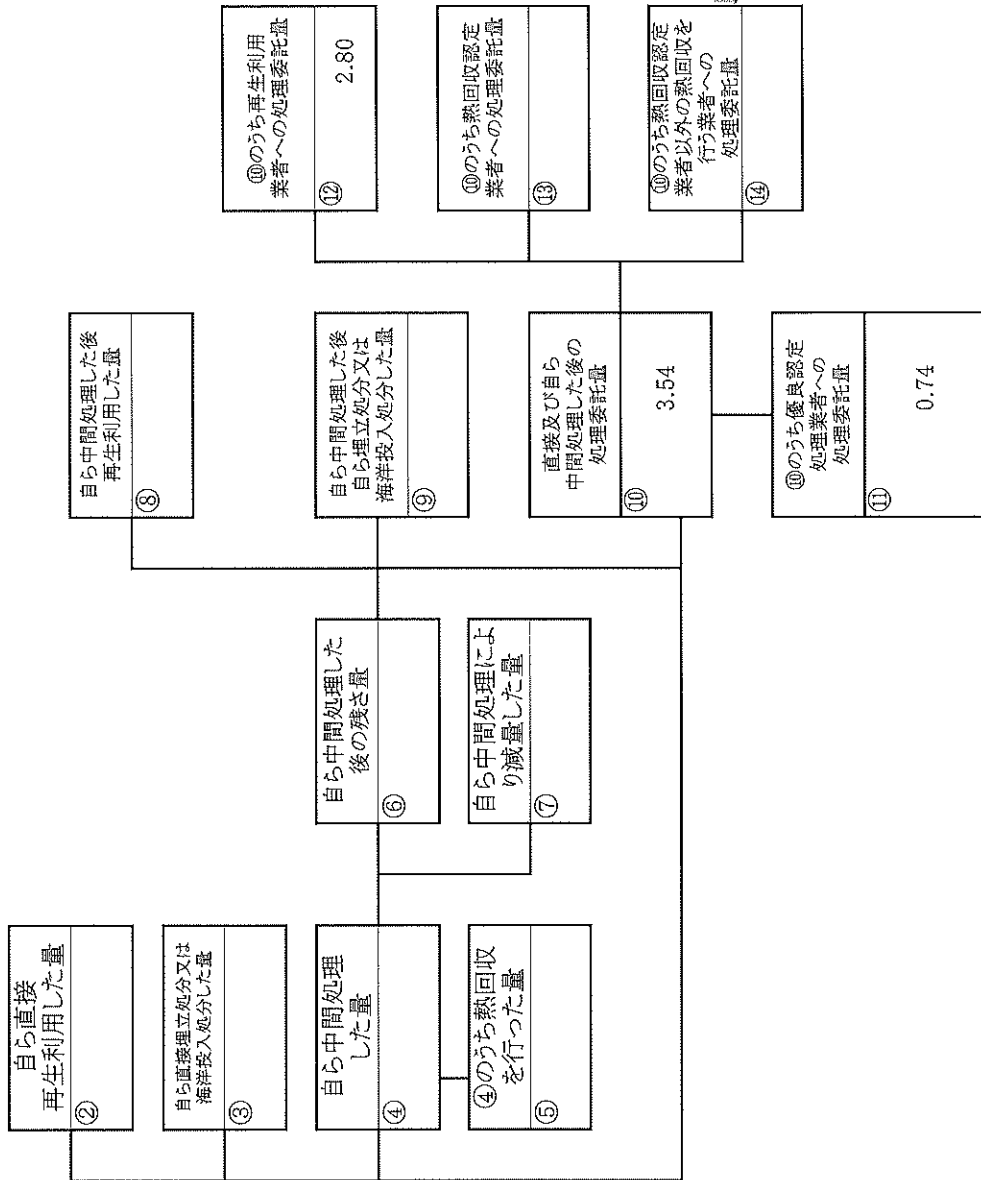 自ら直接
再生利用した量
②
自ら直接埋立処分又は
海洋投入処分した量
③
自ら中間処理
した量
④
④のうち熱回収
を行った量
⑤
自ら中間処理した
後の残さ量
⑥
自ら中間処理によ
り減量した量
⑦
自ら中間処理した後
再生利用した量
⑧
自ら中間処理した後
自ら埋立処分又は
海洋投入処分した量
⑨
直接及び自ら
中間処理した後の
処理委託量
⑩
3.54
⑩のうち優良認定
処理業者への
処理委託量
⑪
0.74
⑩のうち再生利用
業者への処理委託量
⑫
2.80
⑩のうち熱回収認定
業者への処理委託量
⑬
⑩のうち熱回収認定
業者以外の熱回収を
行う業者への
処理委託量
⑭